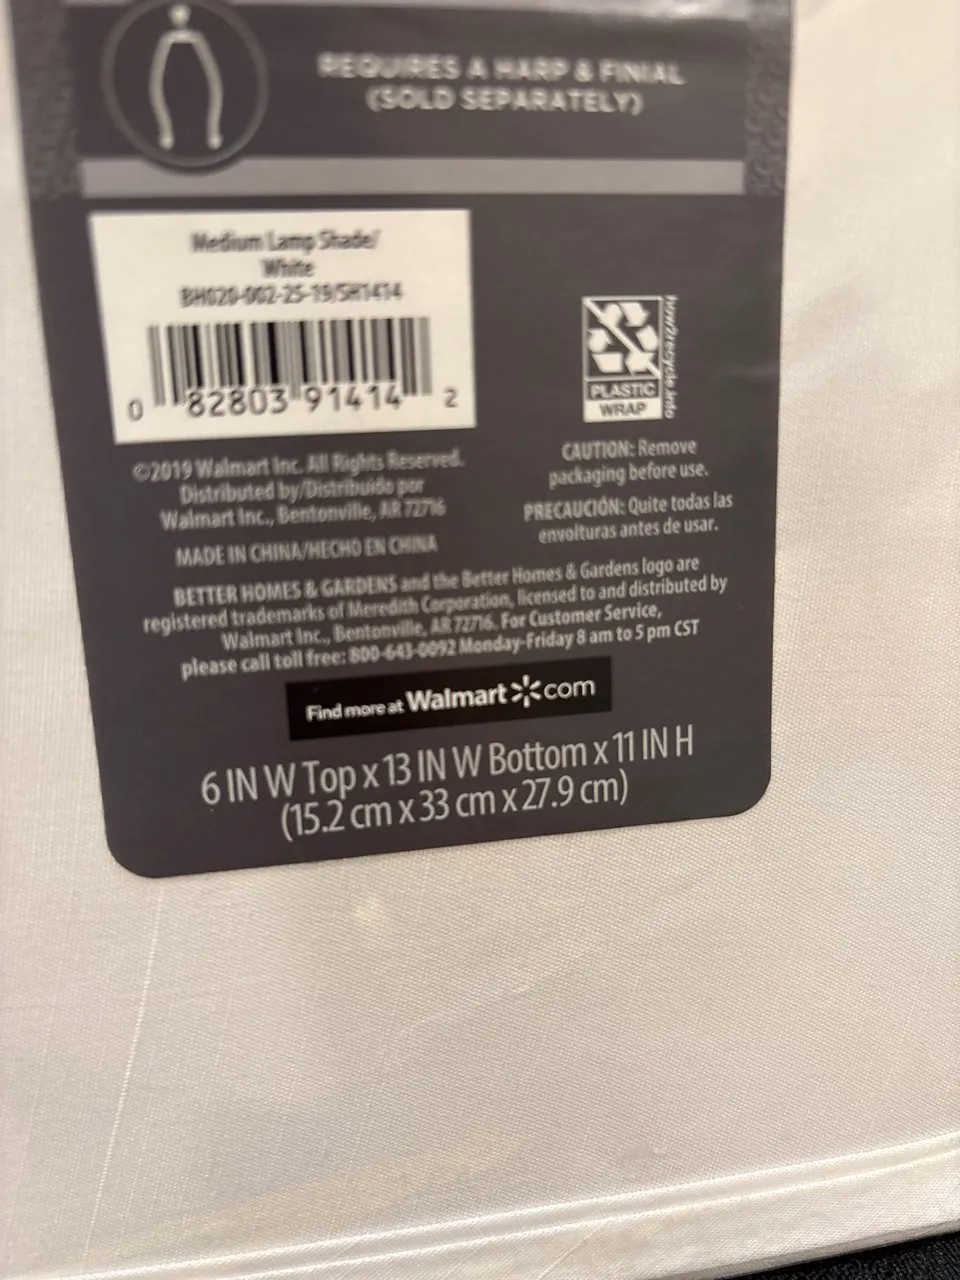 REQUIRES A HARP & FINIAL
(SOLD SEPARATELY)
Medium Lamp Shade/
White
BH020-002-25-19/SH1414
0 82803 91414 2
how2recycle.info
PLASTIC
WRAP
©2019 Walmart Inc. All Rights Reserved.
Distributed by/Distribuido por
Walmart Inc., Bentonville, AR 72716
MADE IN CHINA/HECHO EN CHINA
CAUTION: Remove
packaging before use.
PRECAUCIÓN: Quite todas las
envolturas antes de usar.
BETTER HOMES & GARDENS and the Better Homes & Gardens logo are
registered trademarks of Meredith Corporation, licensed to and distributed by
Walmart Inc., Bentonville, AR 72716. For Customer Service,
please call toll free: 800-643-0092 Monday-Friday 8 am to 5 pm CST
Find more at Walmart com
6 IN W Top x 13 IN W Bottom x 11 IN H
(15.2 cm x 33 cm x 27.9 cm)